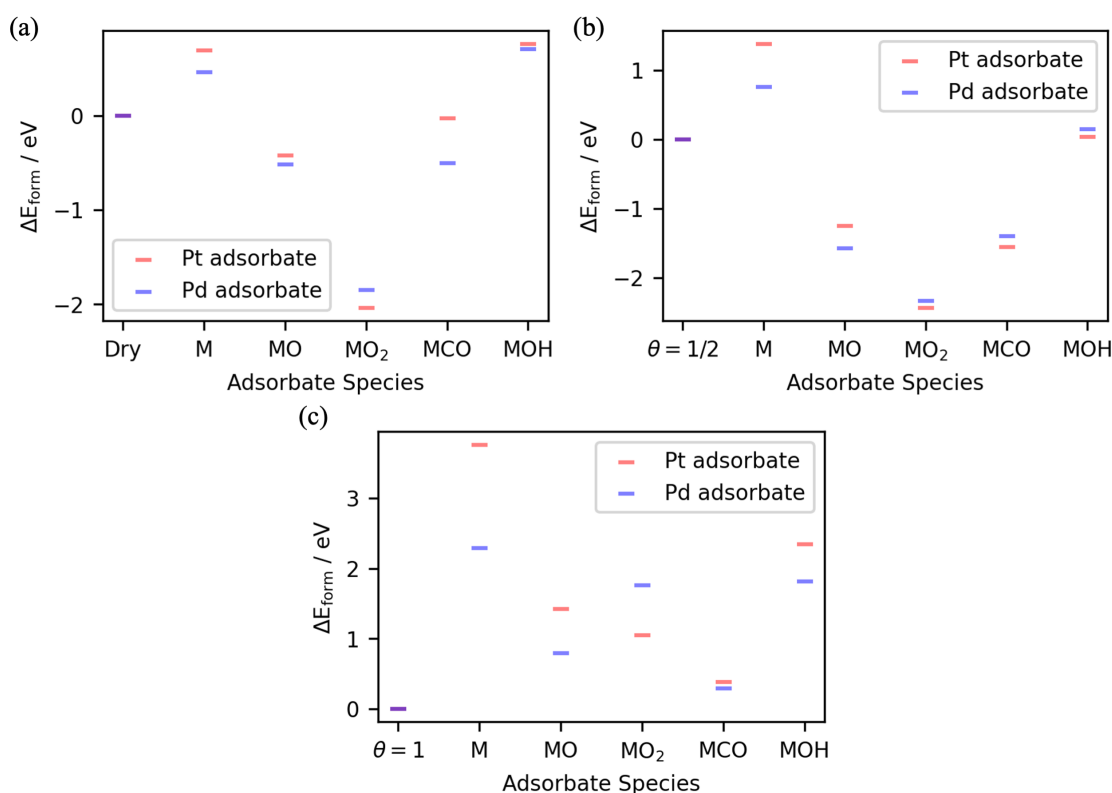 (a)
ΔE_form / eV
0
−1
−2
Pt adsorbate
Pd adsorbate
Dry M MO MO₂ MCO MOH
Adsorbate Species
(b)
ΔE_form / eV
1
0
−1
−2
Pt adsorbate
Pd adsorbate
θ = 1/2 M MO MO₂ MCO MOH
Adsorbate Species
(c)
ΔE_form / eV
3
2
1
0
Pt adsorbate
Pd adsorbate
θ = 1 M MO MO₂ MCO MOH
Adsorbate Species